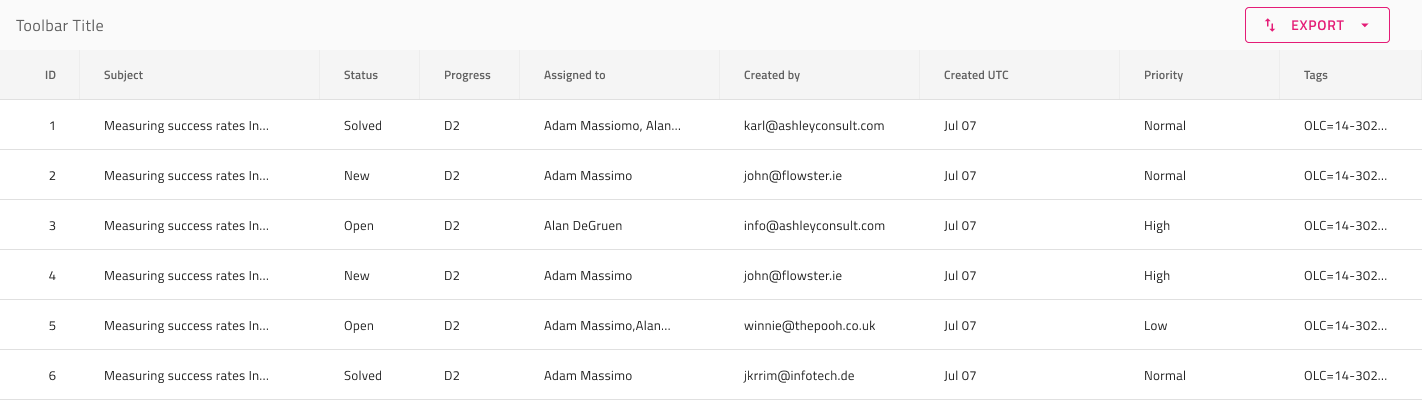 Toolbar Title EXPORT
ID Subject Status Progress Assigned to Created by Created UTC Priority Tags
1 Measuring success rates In... Solved D2 Adam Massiomo, Alan... karl@ashleyconsult.com Jul 07 Normal OLC=14-302...
2 Measuring success rates In... New D2 Adam Massimo john@flowster.ie Jul 07 Normal OLC=14-302...
3 Measuring success rates In... Open D2 Alan DeGruen info@ashleyconsult.com Jul 07 High OLC=14-302...
4 Measuring success rates In... New D2 Adam Massimo john@flowster.ie Jul 07 High OLC=14-302...
5 Measuring success rates In... Open D2 Adam Massimo,Alan... winnie@thepooh.co.uk Jul 07 Low OLC=14-302...
6 Measuring success rates In... Solved D2 Adam Massimo jkrrim@infotech.de Jul 07 Normal OLC=14-302...